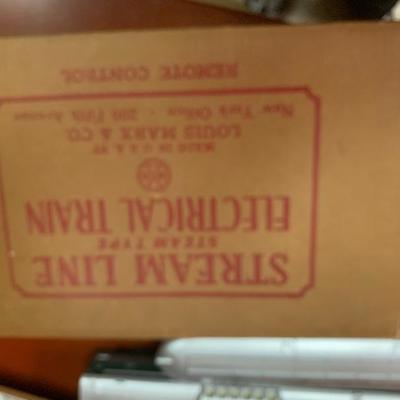 STREAM LINE
STEAM TYPE
ELECTRICAL TRAIN
MADE IN U.S.A. BY
LOUIS MARX & CO.
New York Office - 200 Fifth Avenue
REMOTE CONTROL